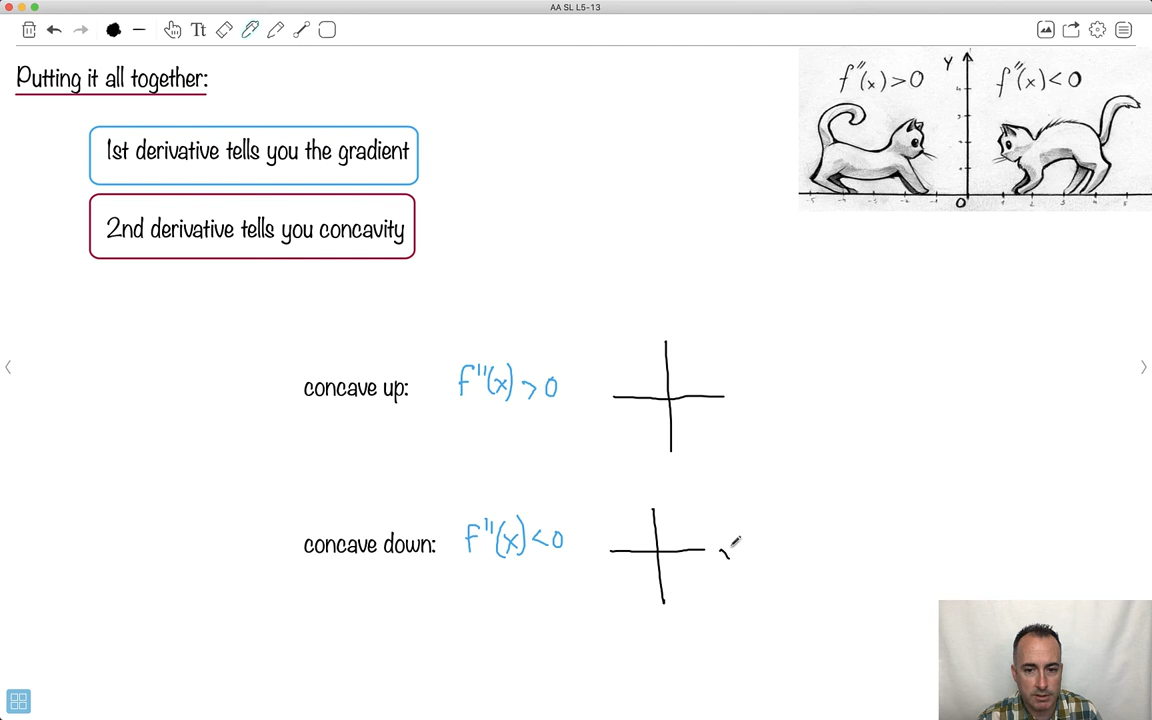 AA SL L5-13
Tt
Putting it all together:
1st derivative tells you the gradient
2nd derivative tells you concavity
f''(x)>0
Y
f''(x)<0
O
concave up: f''(x) > 0
concave down: f''(x) < 0